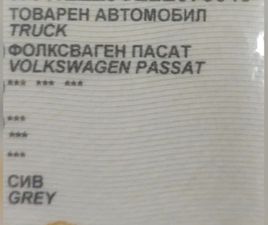 ТОВАРЕН АВТОМОБИЛ
TRUCK
ФОЛКСВАГЕН ПАСАТ
VOLKSWAGEN PASSAT
*** *** ***
***
***
***
СИВ
GREY